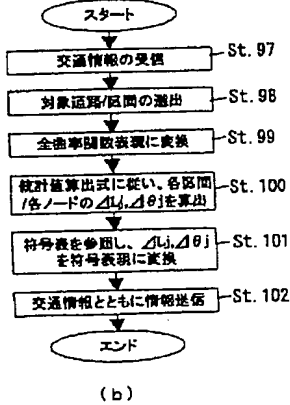 スタート
交通情報の受信
St. 97
対象道路/区間の選出
St. 98
全曲率関数表現に変換
St. 99
統計値算出式に従い、各区間
/各ノードのΔLj, Δθjを算出
St. 100
符号表を参照し、ΔLj, Δθj
を符号表現に変換
St. 101
交通情報とともに情報送信
St. 102
エンド
(b)